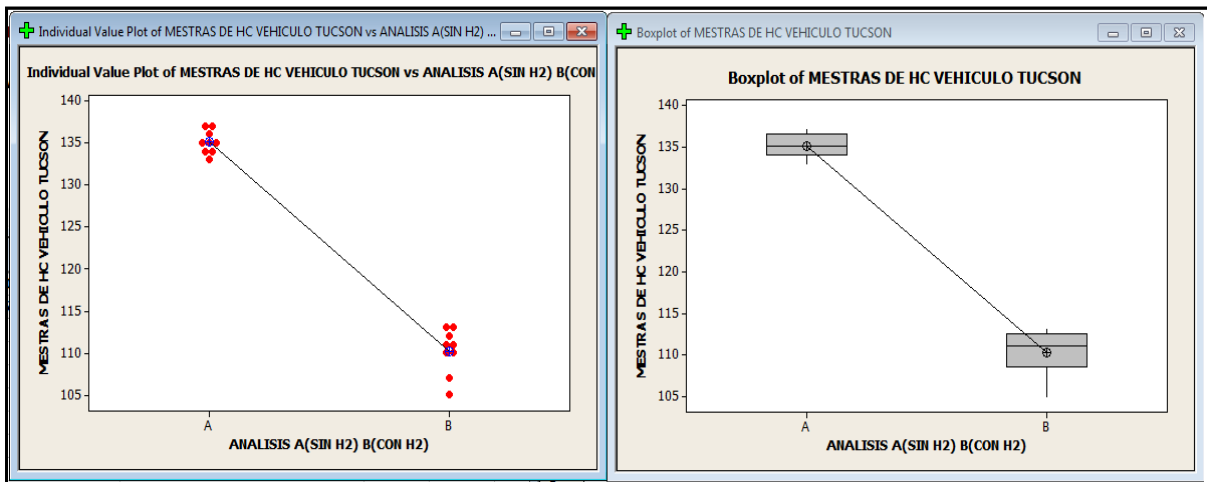 Individual Value Plot of MESTRAS DE HC VEHICULO TUCSON vs ANALISIS A(SIN H2) ...
Individual Value Plot of MESTRAS DE HC VEHICULO TUCSON vs ANALISIS A(SIN H2) B(CON
MESTRAS DE HC VEHICULO TUCSON
140
135
130
125
120
115
110
105
A
B
ANALISIS A(SIN H2) B(CON H2)
Boxplot of MESTRAS DE HC VEHICULO TUCSON
Boxplot of MESTRAS DE HC VEHICULO TUCSON
MESTRAS DE HC VEHICULO TUCSON
140
135
130
125
120
115
110
105
A
B
ANALISIS A(SIN H2) B(CON H2)